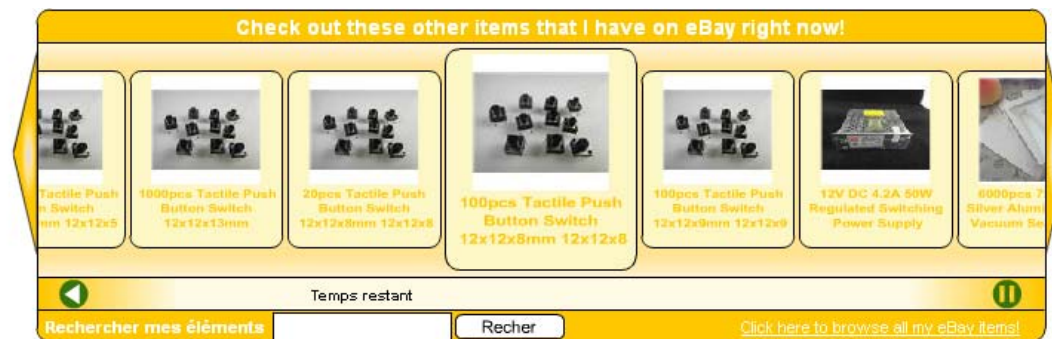 Check out these other items that I have on eBay right now!
Tactile Push
n Switch
mm 12x12x5
1000pcs Tactile Push
Button Switch
12x12x13mm
20pcs Tactile Push
Button Switch
12x12x8mm 12x12x8
100pcs Tactile Push
Button Switch
12x12x8mm 12x12x8
100pcs Tactile Push
Button Switch
12x12x9mm 12x12x9
12V DC 4.2A 50W
Regulated Switching
Power Supply
6000pcs 7
Silver Alumi
Vacuum Se
Temps restant
Rechercher mes éléments
Recher
Click here to browse all my eBay items!